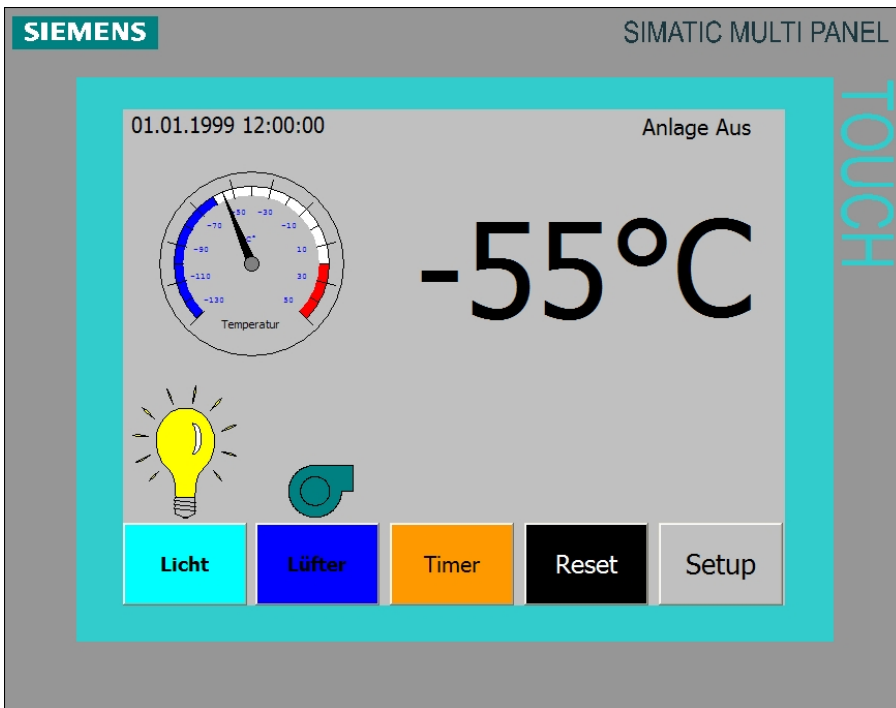 SIEMENS
SIMATIC MULTI PANEL
TOUCH
01.01.1999 12:00:00
Anlage Aus
-130
-110
-90
-70
-50
-30
-10
10
30
50
C°
Temperatur
-55°C
Licht
Lüfter
Timer
Reset
Setup